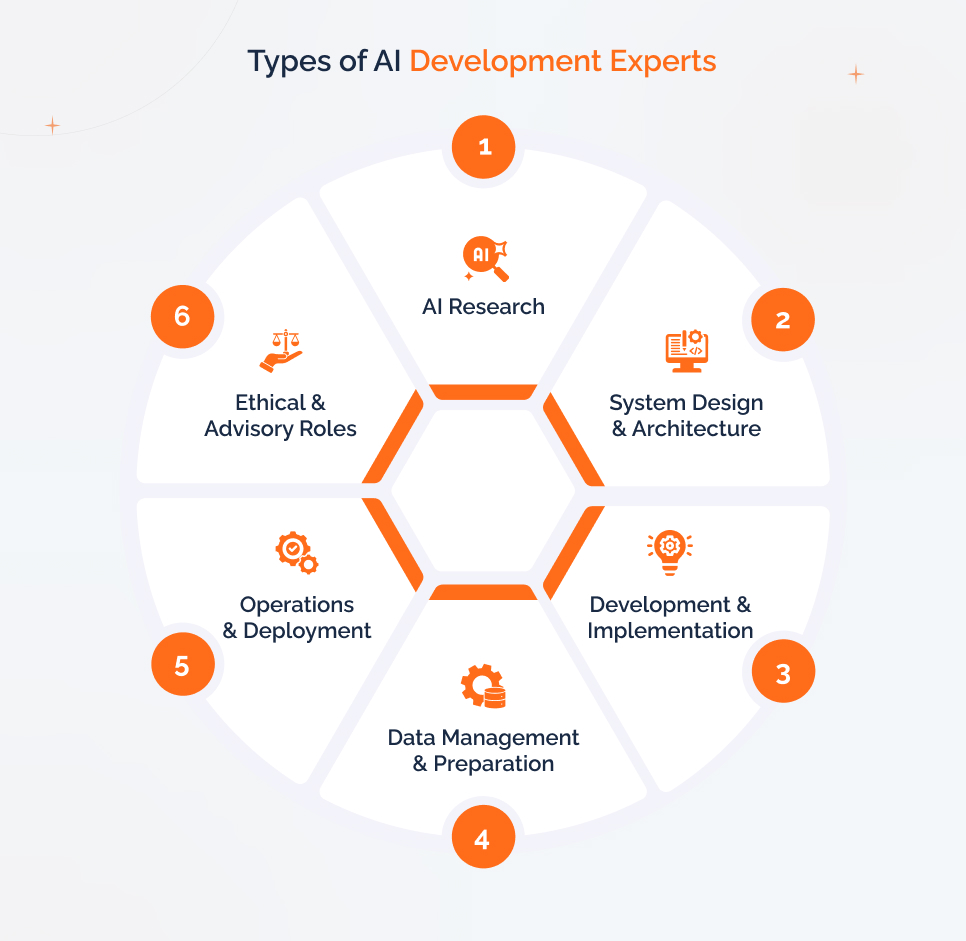 Types of AI Development Experts
1
AI
AI Research
2
System Design
& Architecture
3
Development &
Implementation
4
Data Management
& Preparation
5
Operations
& Deployment
6
Ethical &
Advisory Roles